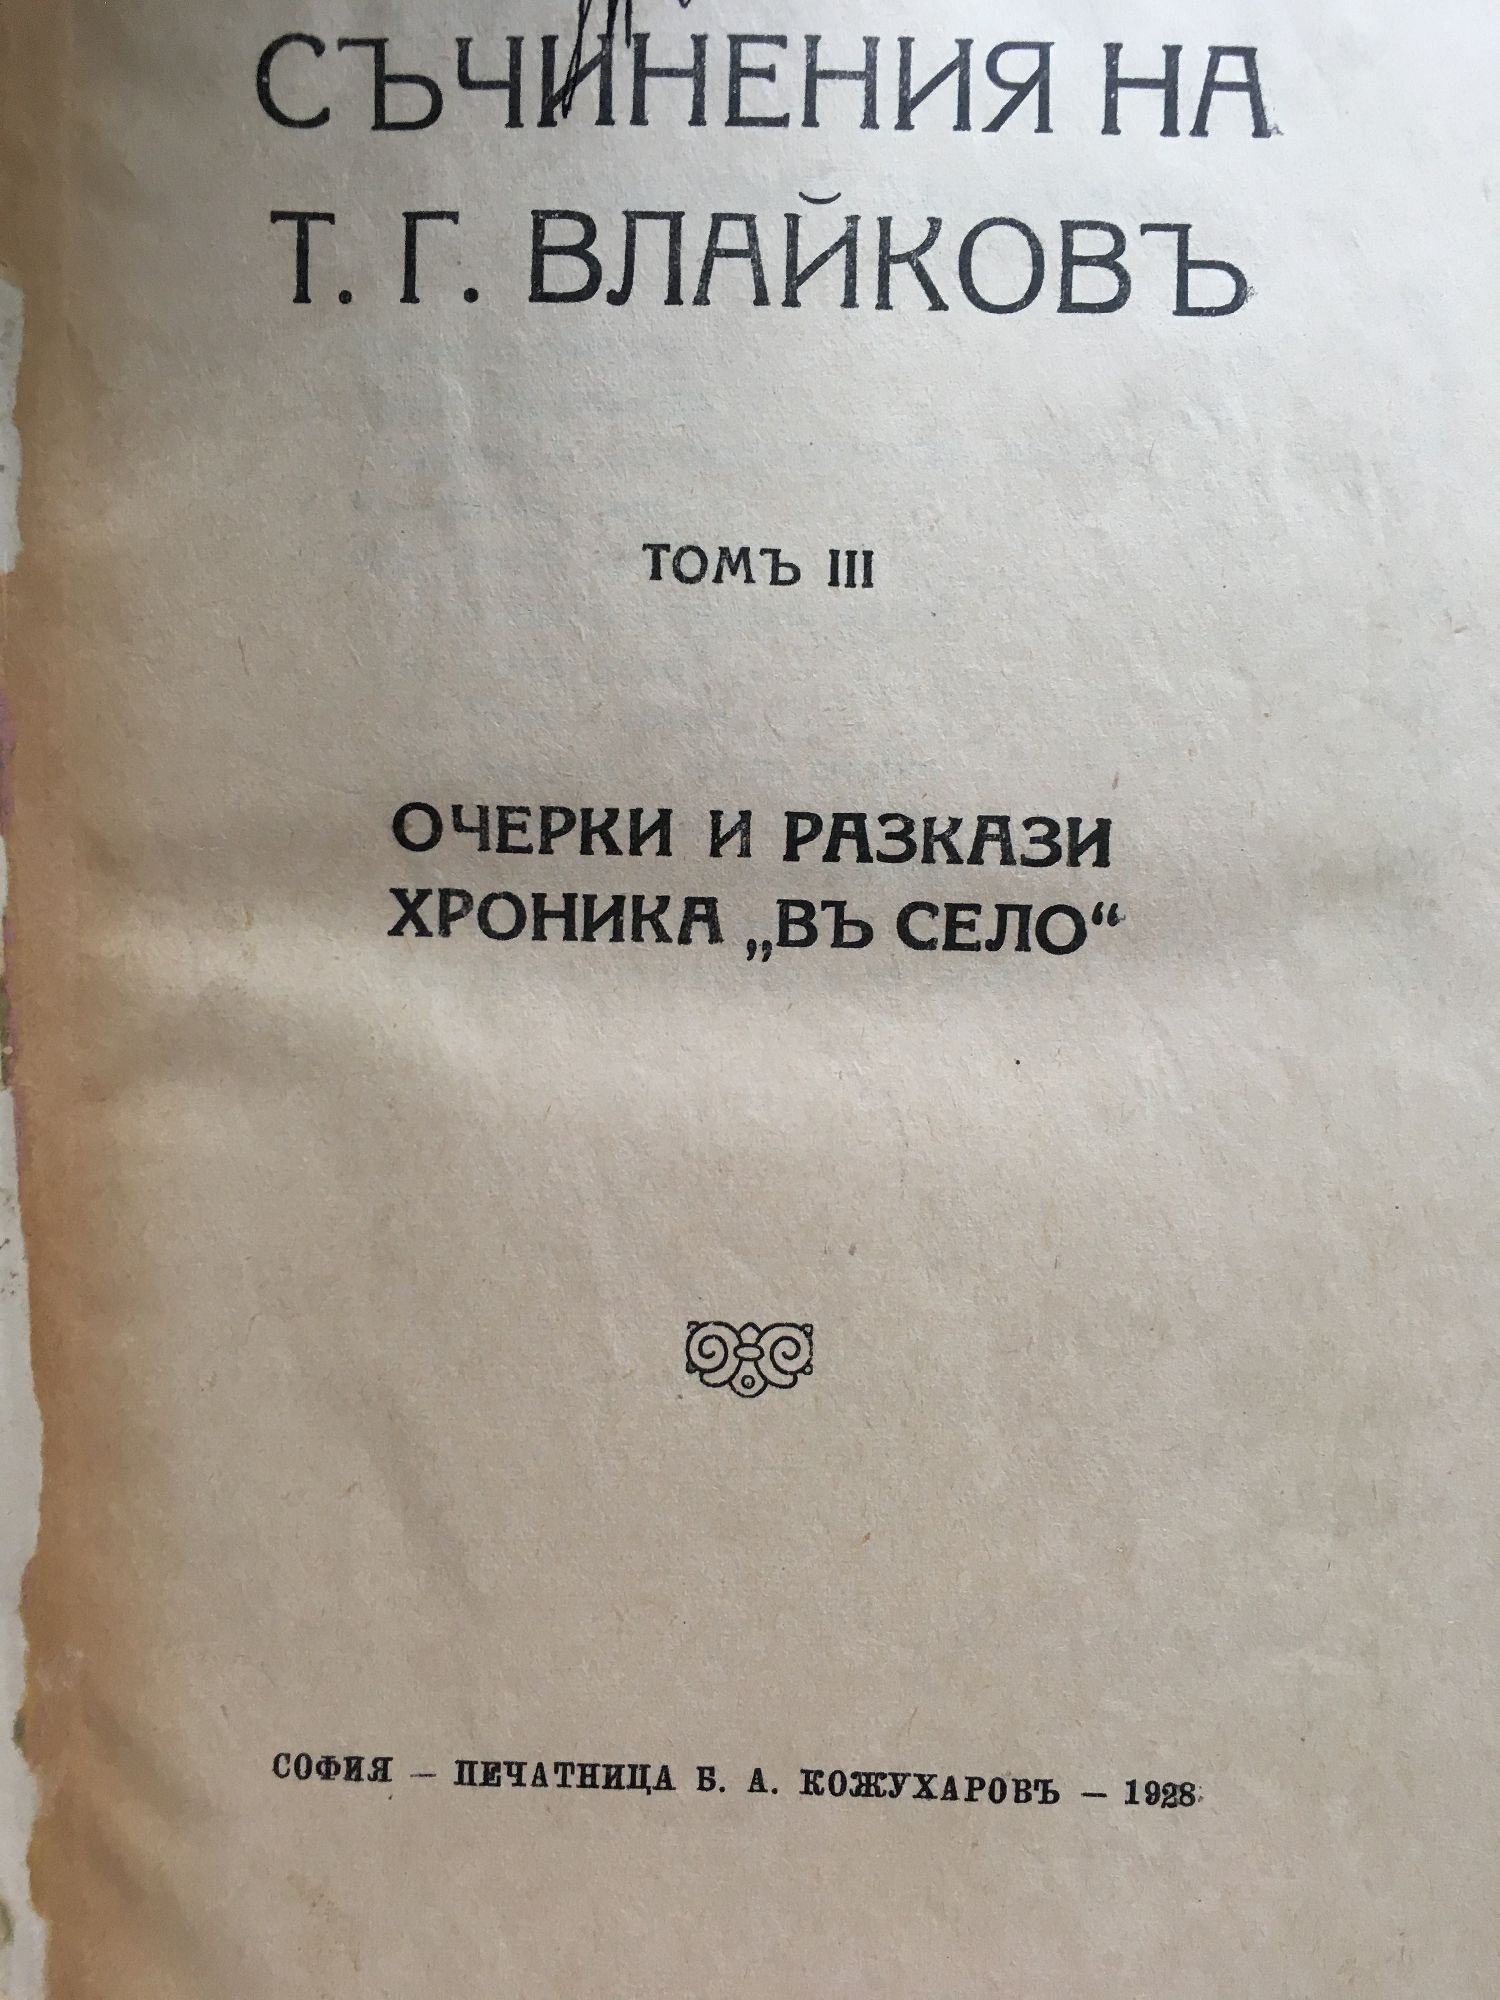 СЪЧИНЕНИЯ НА
Т. Г. ВЛАЙКОВЪ
ТОМЪ III
ОЧЕРКИ И РАЗКАЗИ
ХРОНИКА „ВЪ СЕЛО“
СОФИЯ — ПЕЧАТНИЦА Б. А. КОЖУХАРОВЪ — 1928